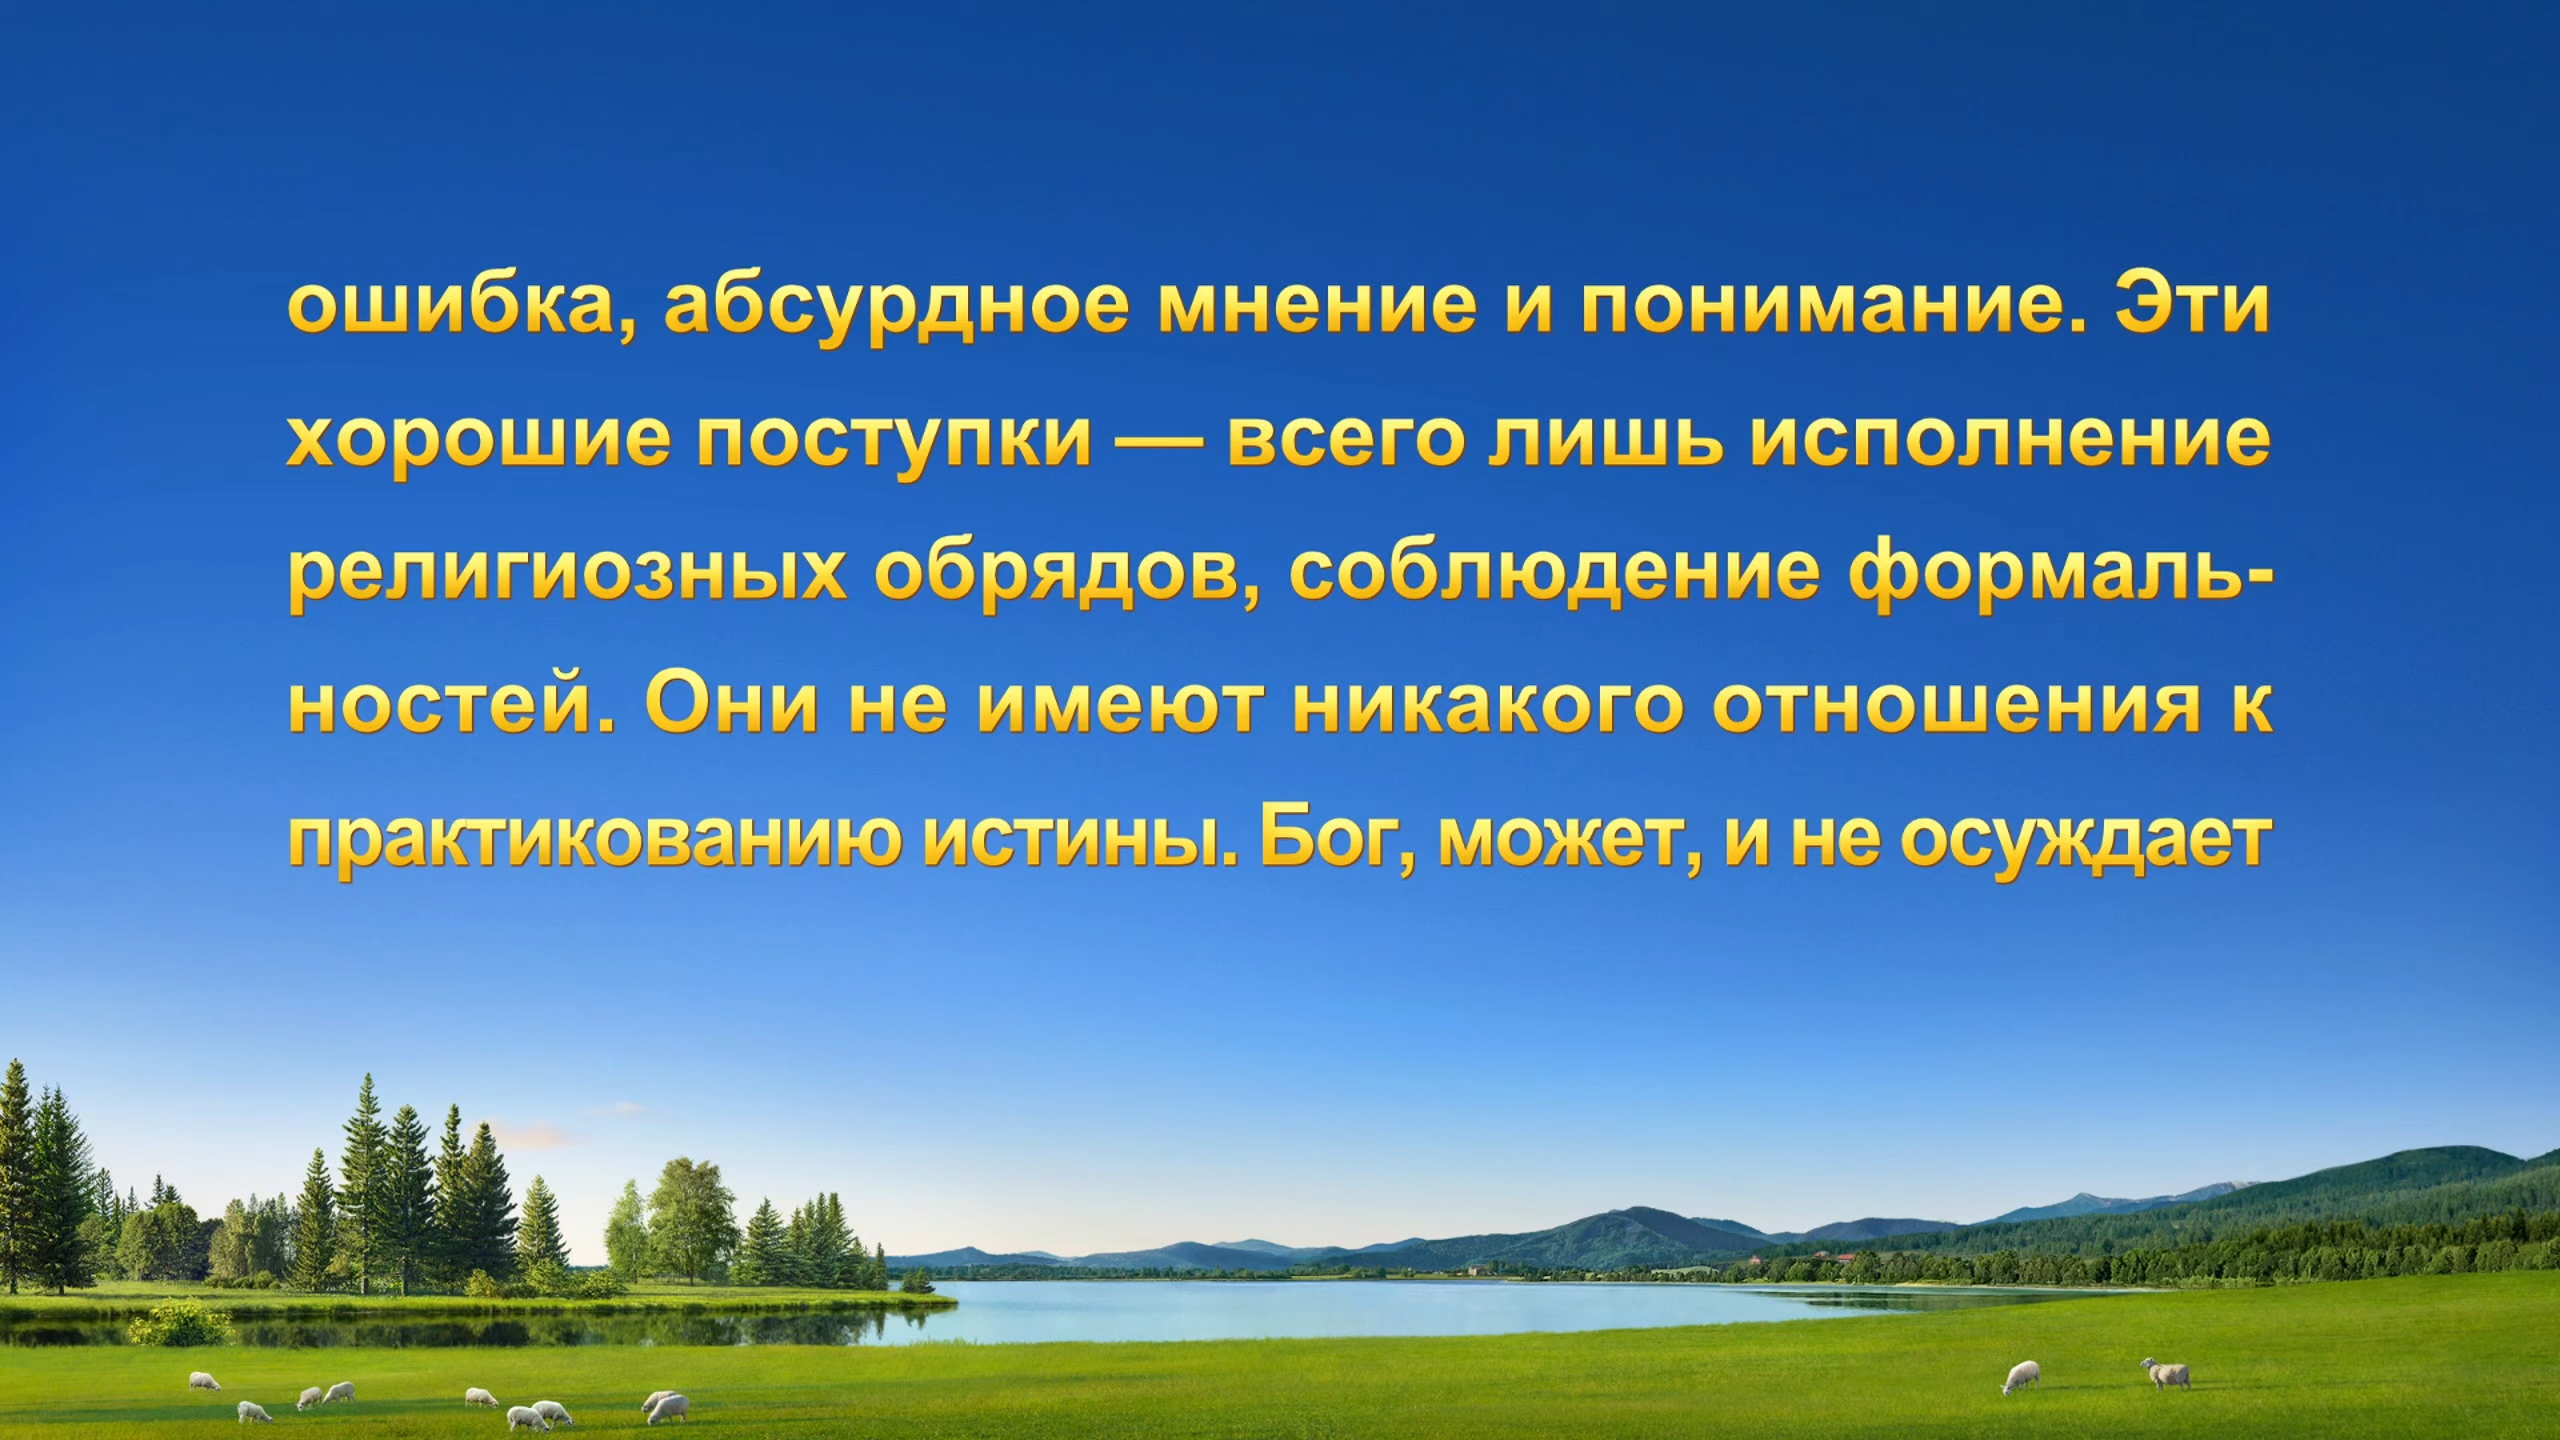 ошибка, абсурдное мнение и понимание. Эти
хорошие поступки — всего лишь исполнение
религиозных обрядов, соблюдение формаль-
ностей. Они не имеют никакого отношения к
практикованию истины. Бог, может, и не осуждает